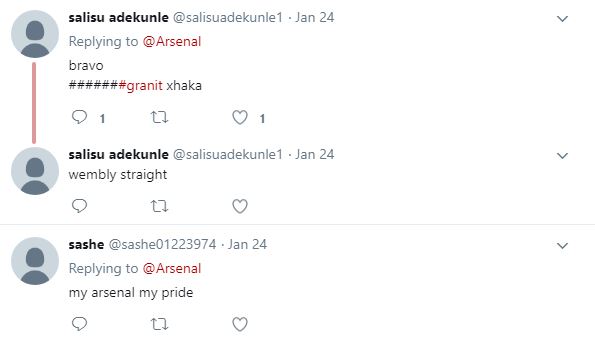 salisu adekunle @salisuadekunle1 · Jan 24
Replying to @Arsenal
bravo
#######granit xhaka
1 1
salisu adekunle @salisuadekunle1 · Jan 24
wembly straight
sashe @sashe01223974 · Jan 24
Replying to @Arsenal
my arsenal my pride